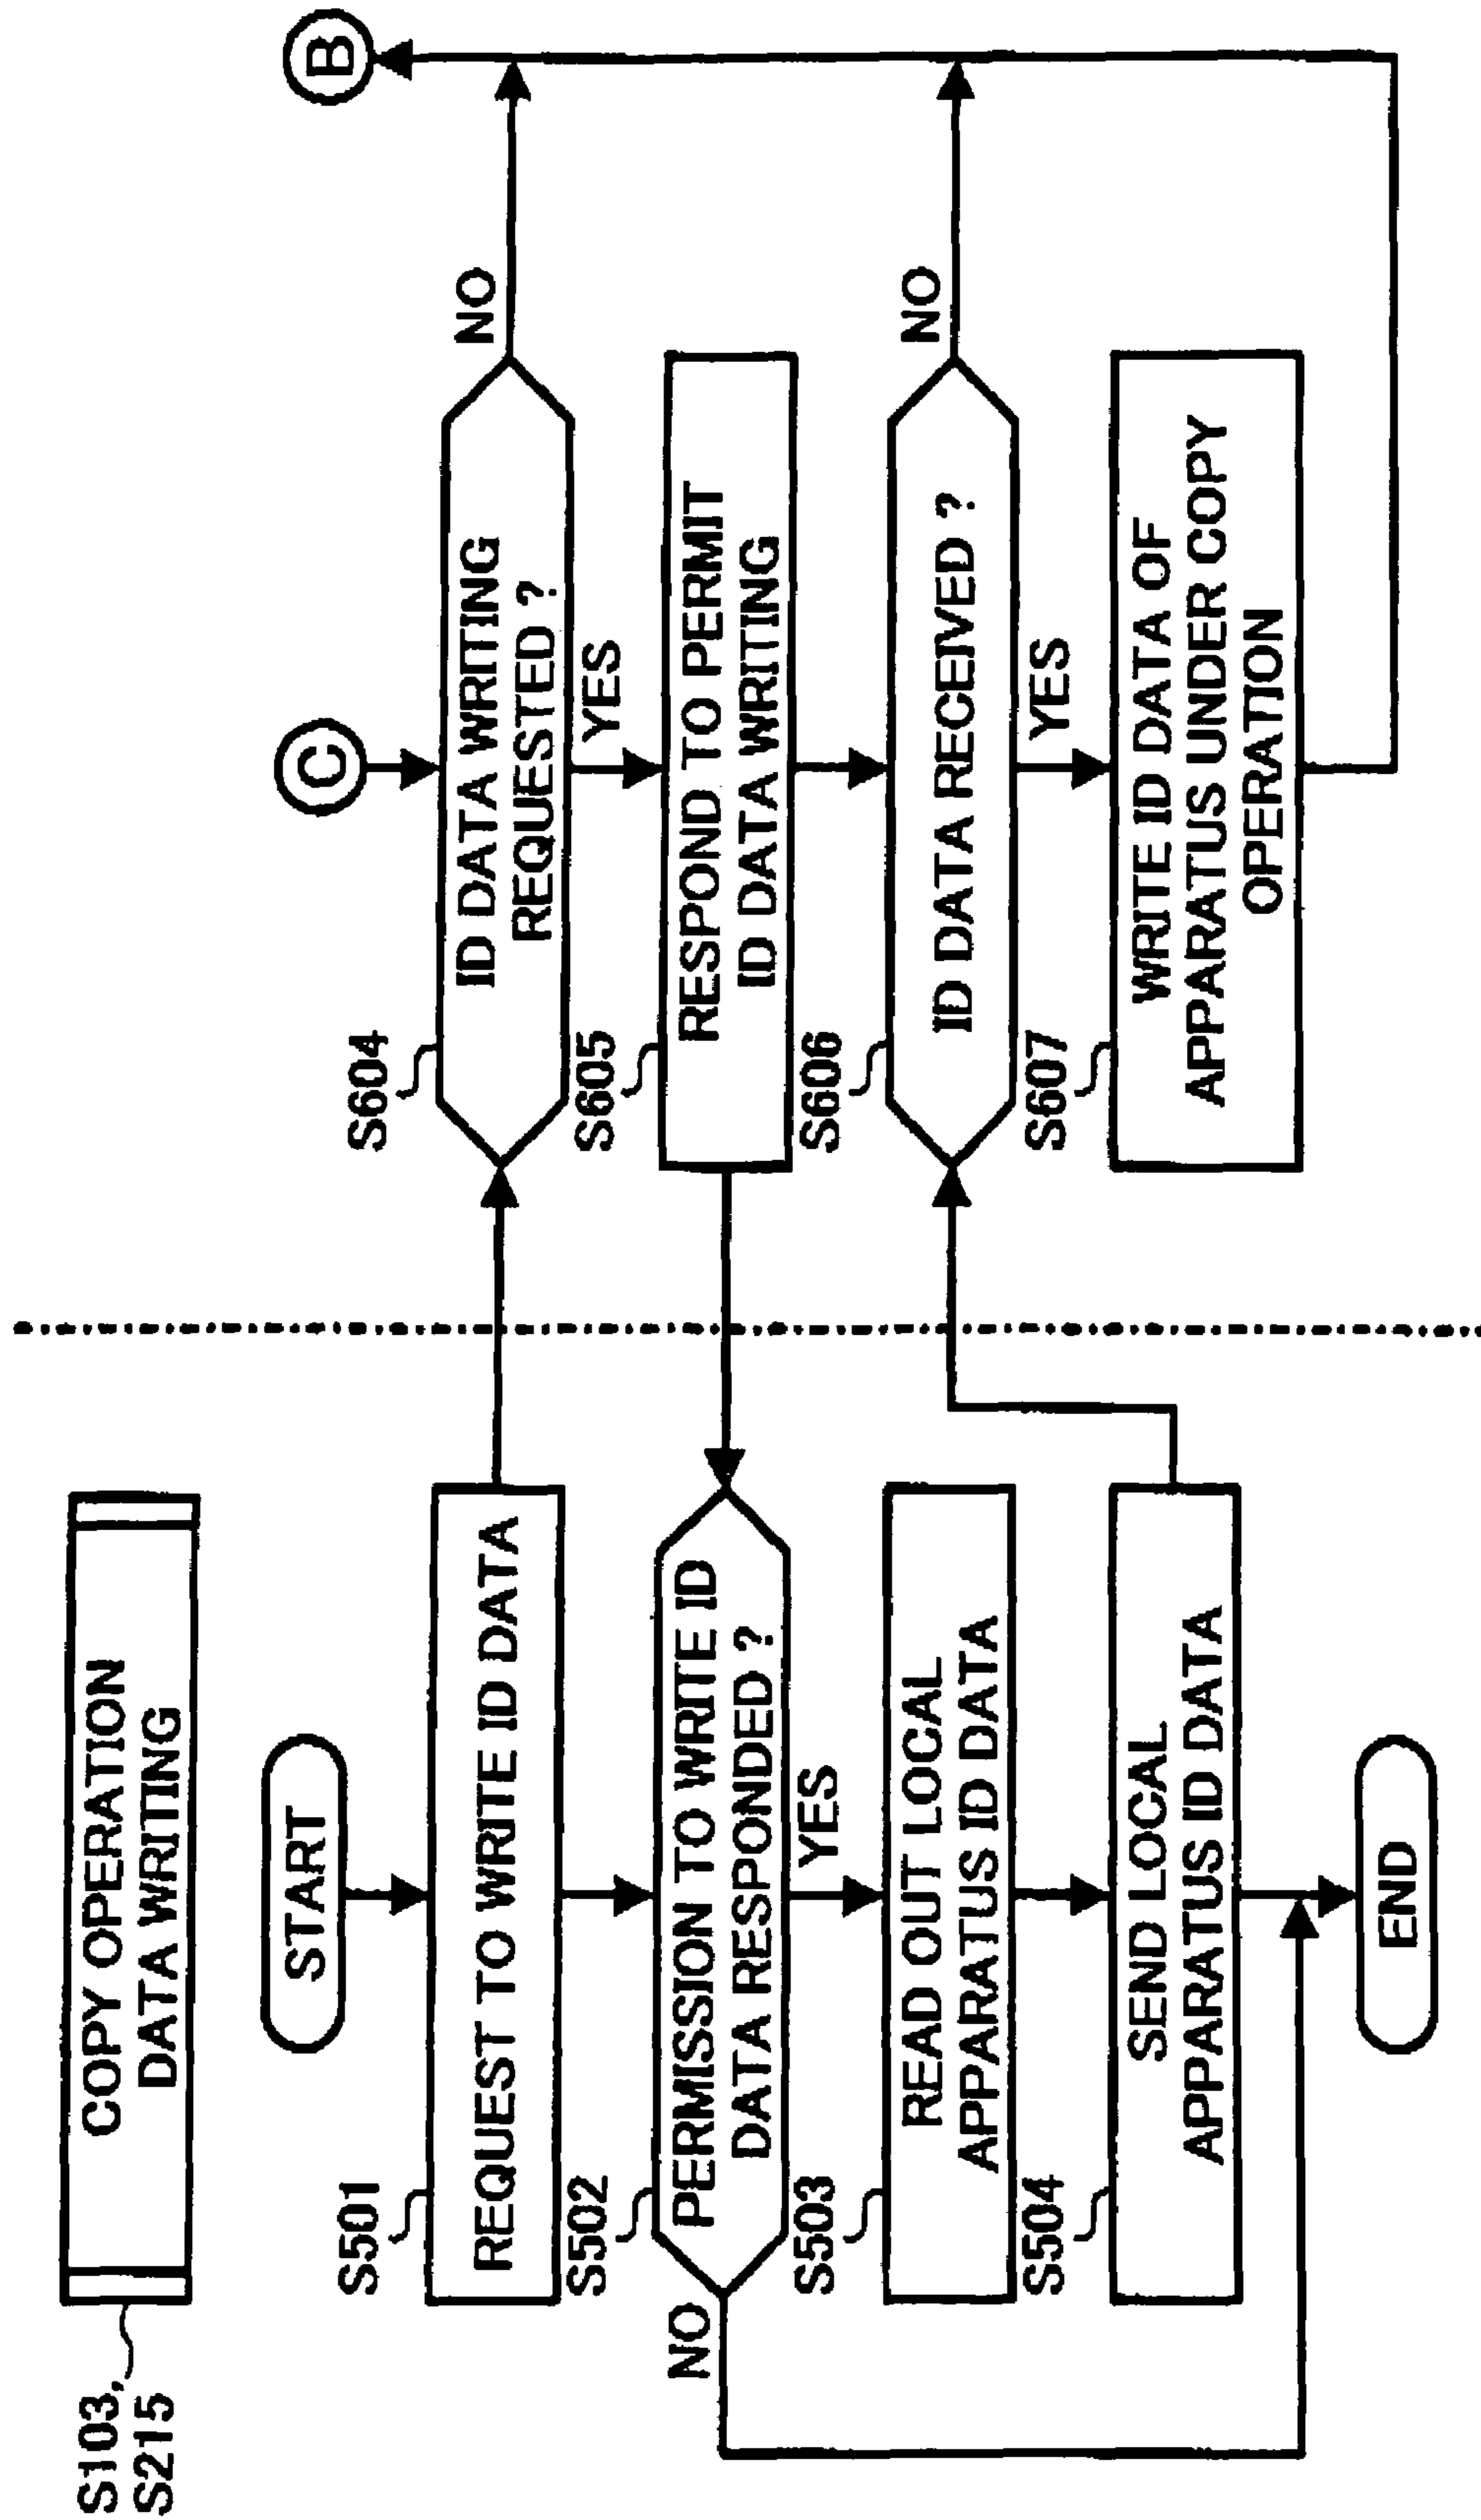 S103,
S215
COPY OPERATION
DATA WRITING
START
S501
REQUEST TO WRITE ID DATA
S502
PERMISSION TO WRITE ID
DATA RESPONDED?
NO
YES
S503
READ OUT LOCAL
APPARATUS ID DATA
S504
SEND LOCAL
APPARATUS ID DATA
END
C
B
S604
ID DATA WRITING
REQUESTED?
NO
YES
S605
RESPOND TO PERMIT
ID DATA WRITING
S606
ID DATA RECEIVED?
NO
YES
S607
WRITE ID DATA OF
APPARATUS UNDER COPY
OPERATION